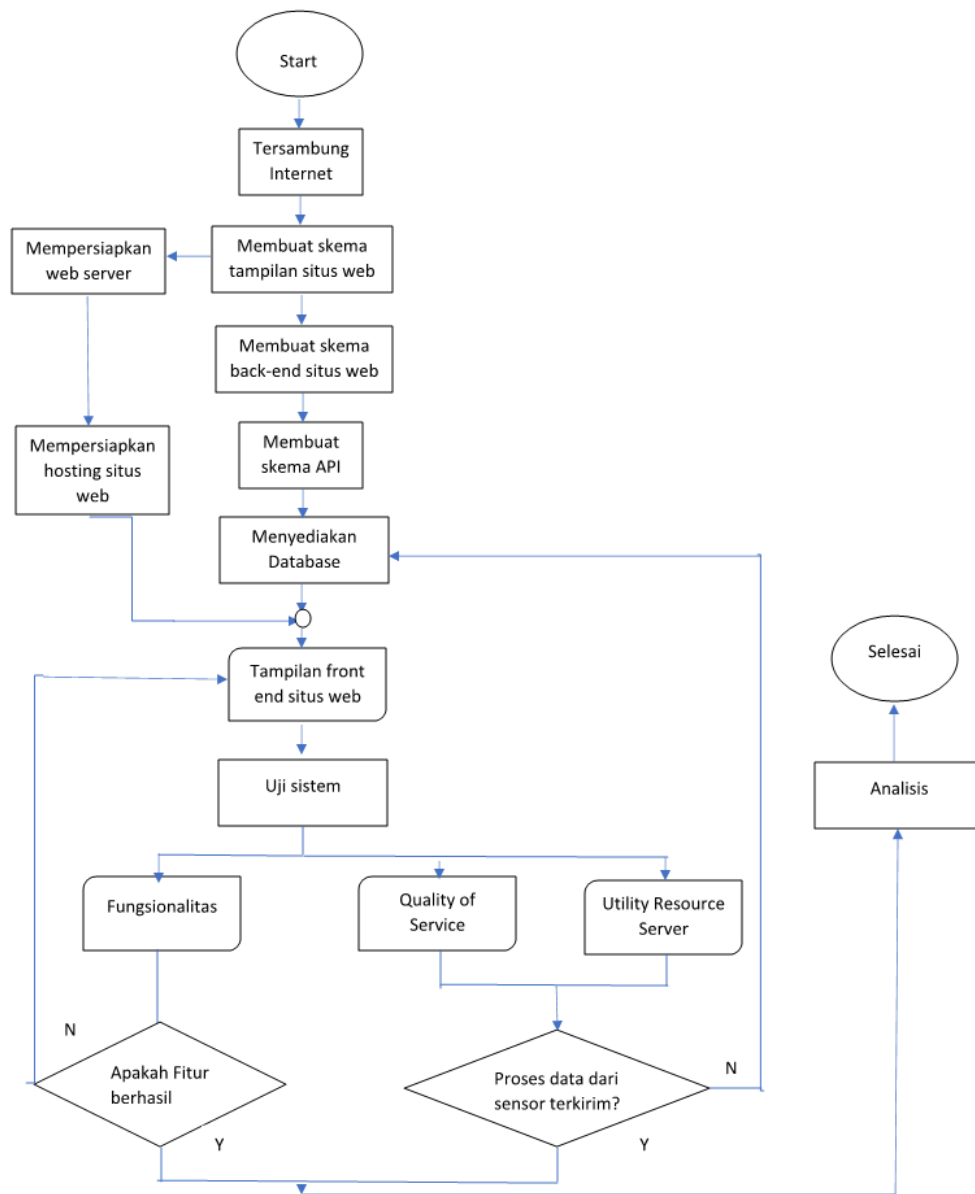 Start
Tersambung
Internet
Mempersiapkan
web server
Membuat skema
tampilan situs web
Membuat skema
back-end situs web
Mempersiapkan
hosting situs
web
Membuat
skema API
Menyediakan
Database
Tampilan front
end situs web
Selesai
Uji sistem
Analisis
Fungsionalitas
Quality of
Service
Utility Resource
Server
N
Apakah Fitur
berhasil
Y
Proses data dari
sensor terkirim?
N
Y